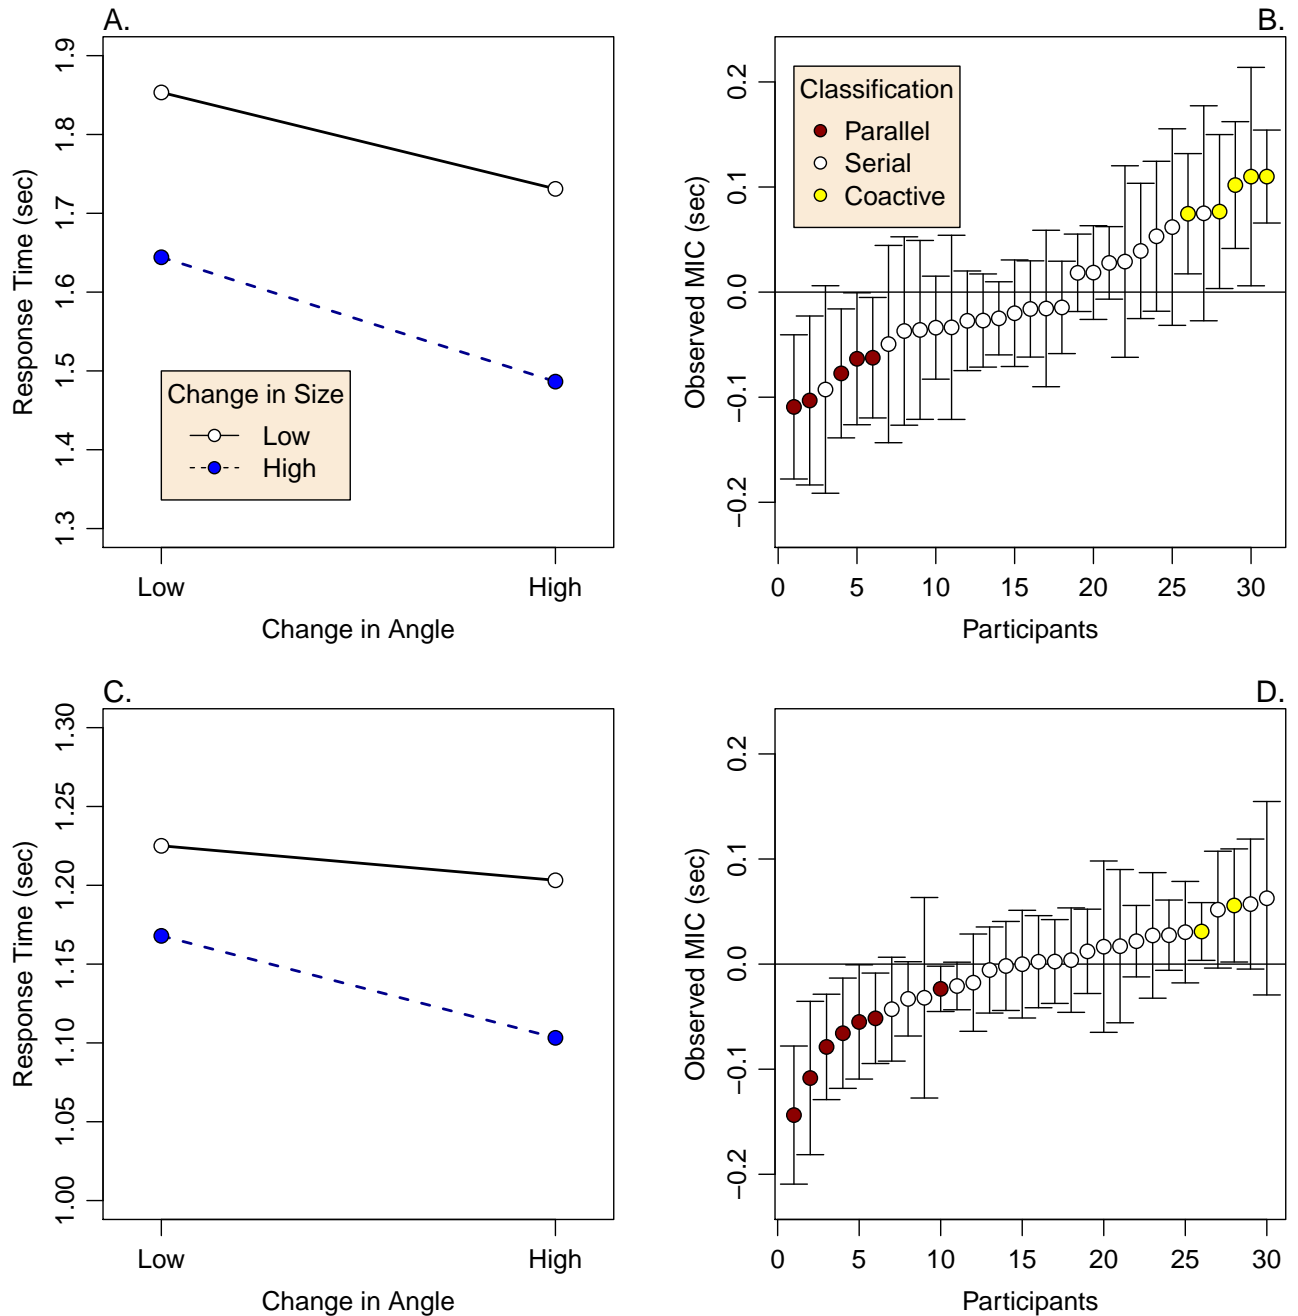 A.
1.9
1.8
1.7
1.6
1.5
1.4
1.3
Response Time (sec)
Change in Size
Low
High
Low High
Change in Angle
B.
0.2
0.1
0.0
−0.1
−0.2
Observed MIC (sec)
Classification
Parallel
Serial
Coactive
0 5 10 15 20 25 30
Participants
C.
1.30
1.25
1.20
1.15
1.10
1.05
1.00
Response Time (sec)
Low High
Change in Angle
D.
0.2
0.1
0.0
−0.1
−0.2
Observed MIC (sec)
0 5 10 15 20 25 30
Participants